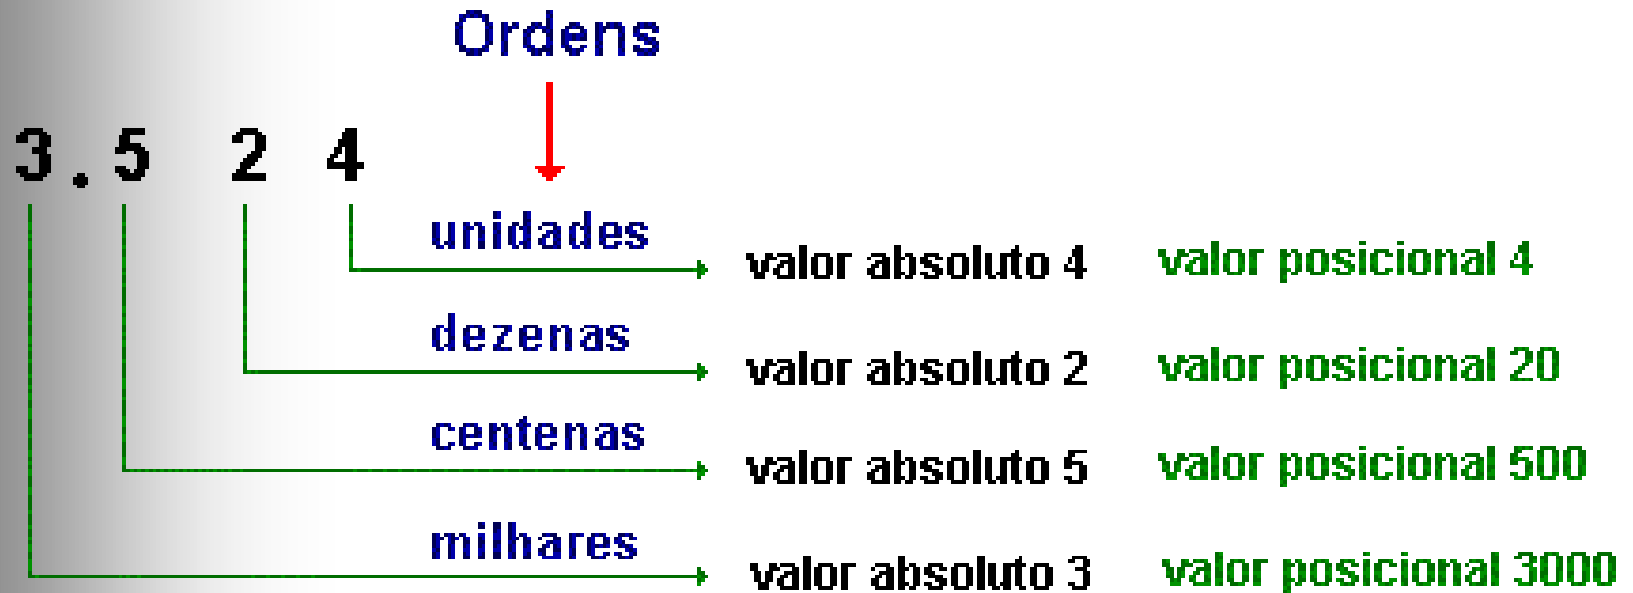 Ordens
3.5 2 4
unidades
valor absoluto 4 valor posicional 4
dezenas
valor absoluto 2 valor posicional 20
centenas
valor absoluto 5 valor posicional 500
milhares
valor absoluto 3 valor posicional 3000